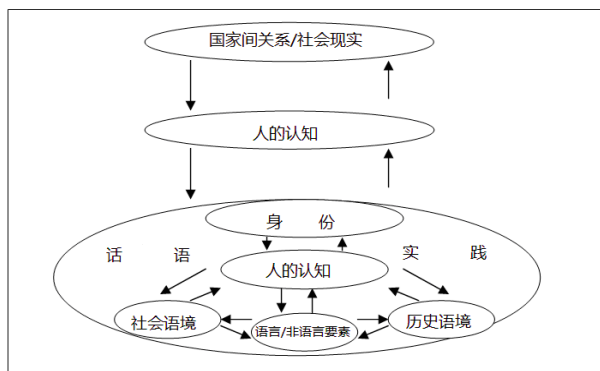 国家间关系/社会现实
人的认知
身 份
话 语 实 践
人的认知
社会语境 语言/非语言要素 历史语境